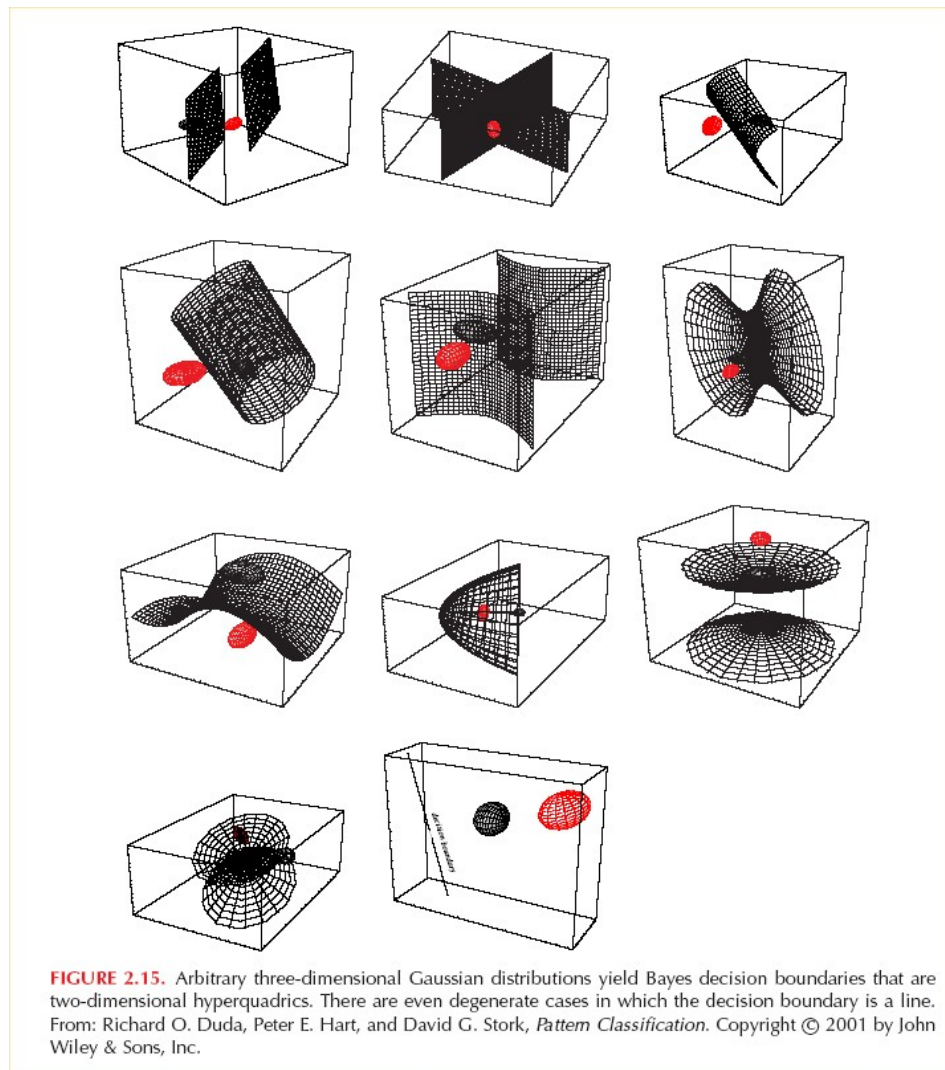 decision boundary
FIGURE 2.15. Arbitrary three-dimensional Gaussian distributions yield Bayes decision boundaries that are
two-dimensional hyperquadrics. There are even degenerate cases in which the decision boundary is a line.
From: Richard O. Duda, Peter E. Hart, and David G. Stork, Pattern Classification. Copyright © 2001 by John
Wiley & Sons, Inc.